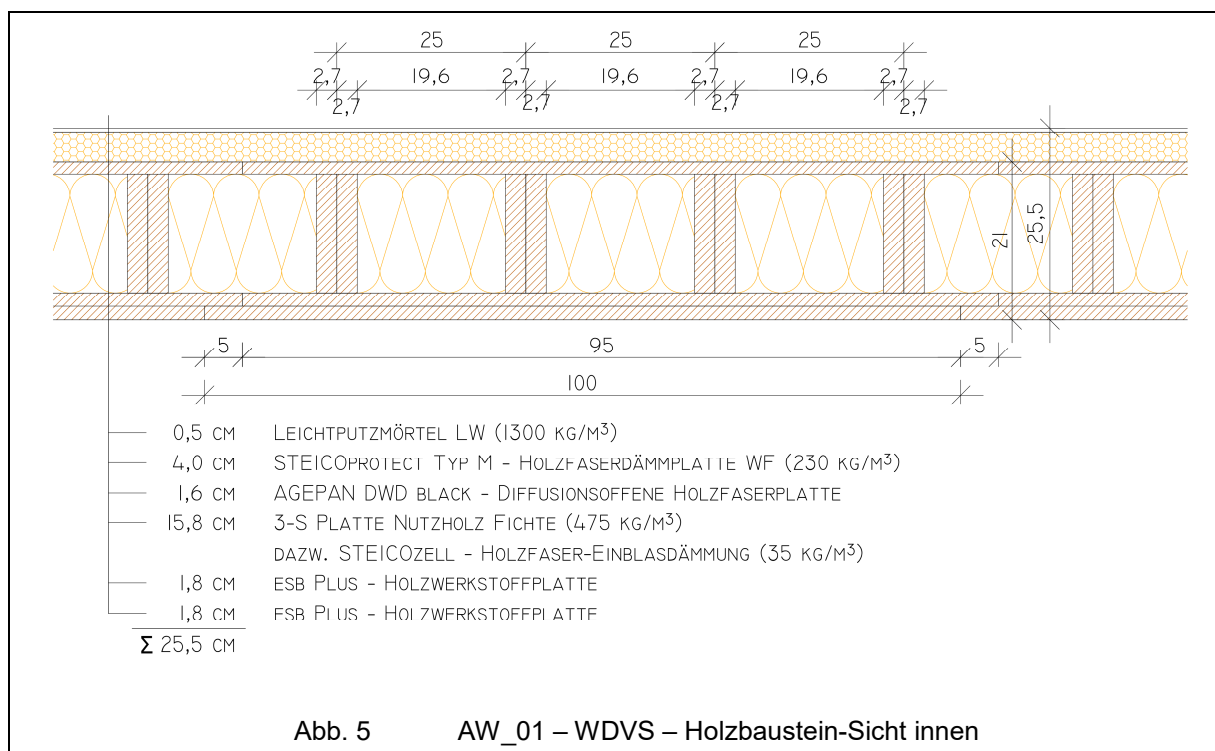 25 25 25
2,7 19,6 2,7 19,6 2,7 19,6 2,7
2,7 2,7 2,7 2,7
21
25,5
5 95 5
100
0,5 CM LEICHTPUTZMÖRTEL LW (1300 KG/M³)
4,0 CM STEICOPROTECT TYP M - HOLZFASERDÄMMPLATTE WF (230 KG/M³)
1,6 CM AGEPAN DWD BLACK - DIFFUSIONSOFFENE HOLZFASERPLATTE
15,8 CM 3-S PLATTE NUTZHOLZ FICHTE (475 KG/M³)
DAZW. STEICOZELL - HOLZFASER-EINBLASDÄMMUNG (35 KG/M³)
1,8 CM ESB PLUS - HOLZWERKSTOFFPLATTE
1,8 CM ESB PLUS - HOLZWERKSTOFFPLATTE
Σ 25,5 CM
Abb. 5 AW_01 – WDVS – Holzbaustein-Sicht innen